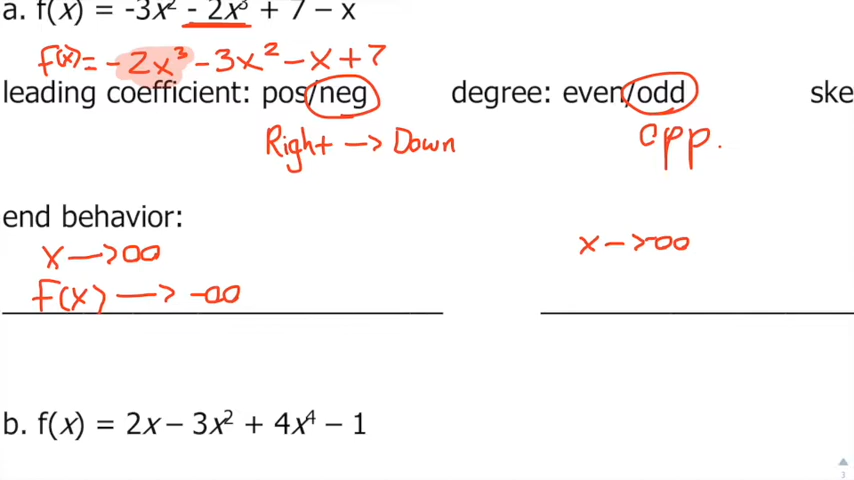 a. f(x) = -3x² - 2x³ + 7 – x
f(x) = -2x³ - 3x² - x + 7
leading coefficient: pos/neg degree: even/odd ske
Right —> Down opp.
end behavior:
x —> ∞ x —> -∞
f(x) —> -∞
b. f(x) = 2x – 3x² + 4x⁴ – 1
3